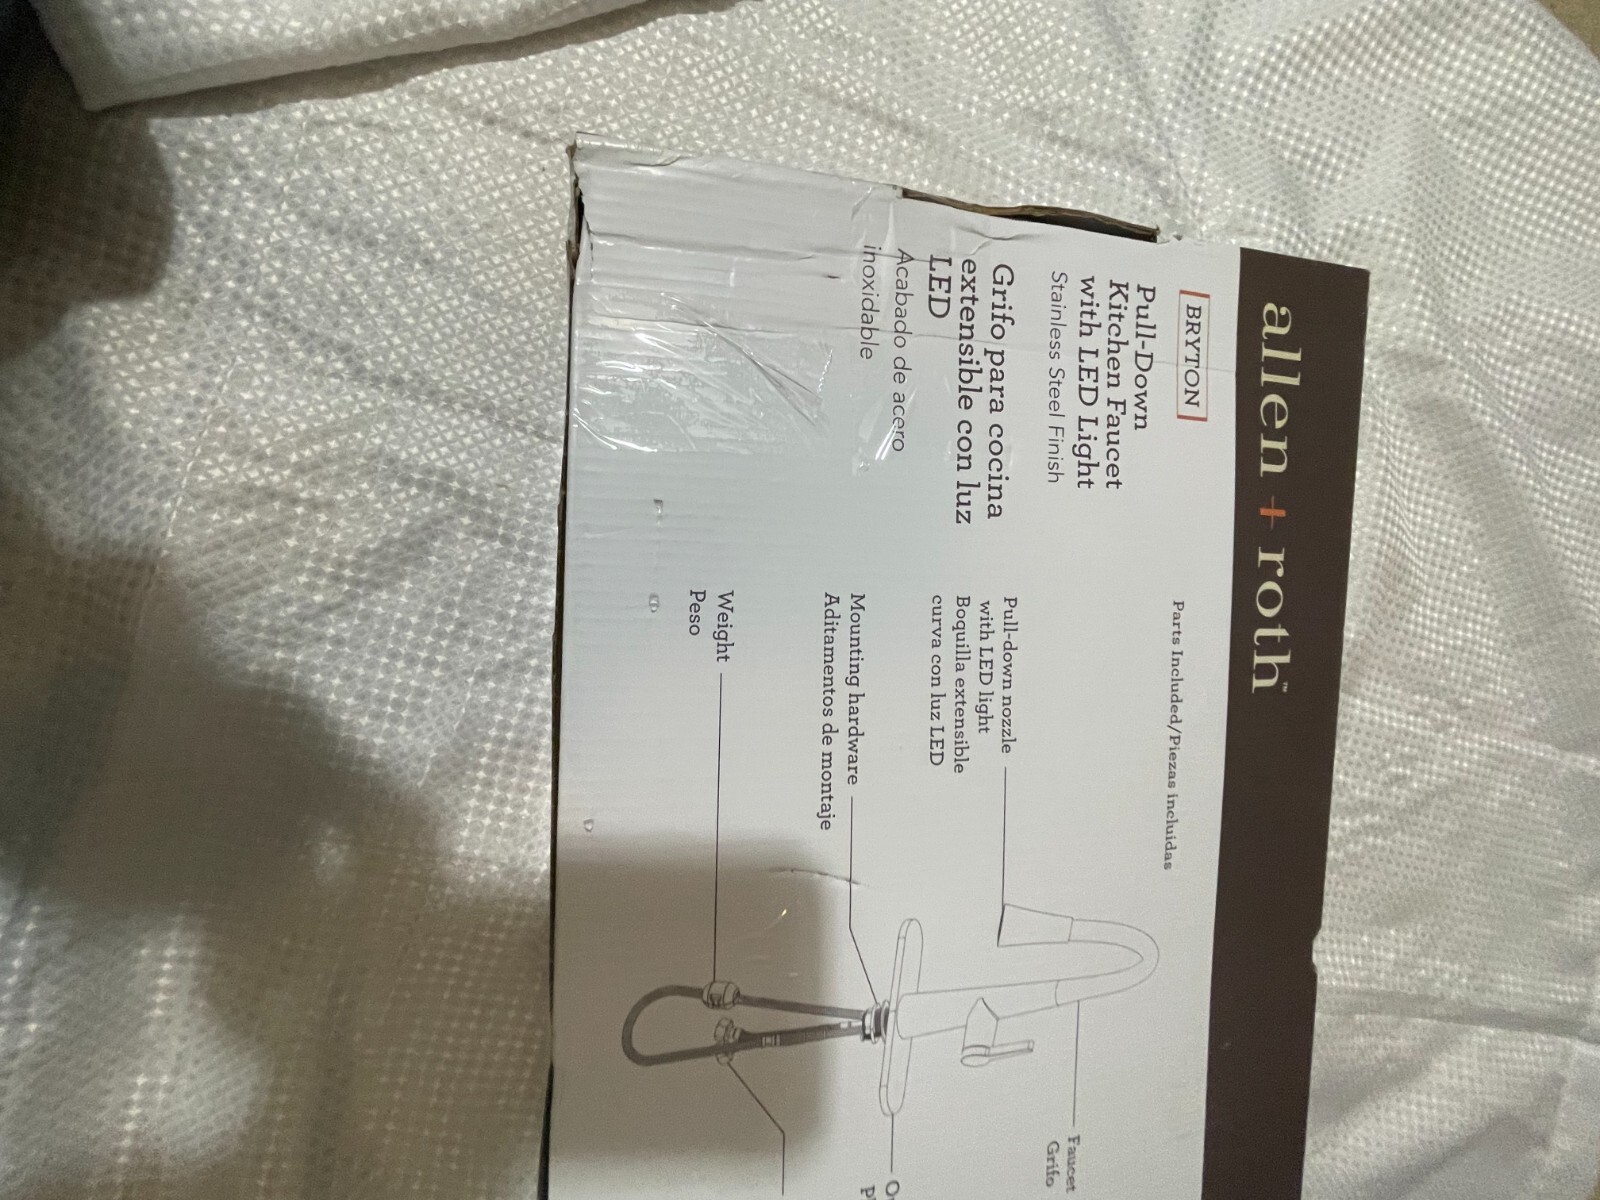 allen + roth™
BRYTON
Pull-Down
Kitchen Faucet
with LED Light
Stainless Steel Finish
Grifo para cocina
extensible con luz
LED
Acabado de acero
inoxidable
Parts Included/Piezas incluidas
Pull-down nozzle
with LED light
Boquilla extensible
curva con luz LED
Mounting hardware
Aditamentos de montaje
Weight
Peso
Faucet
Grifo